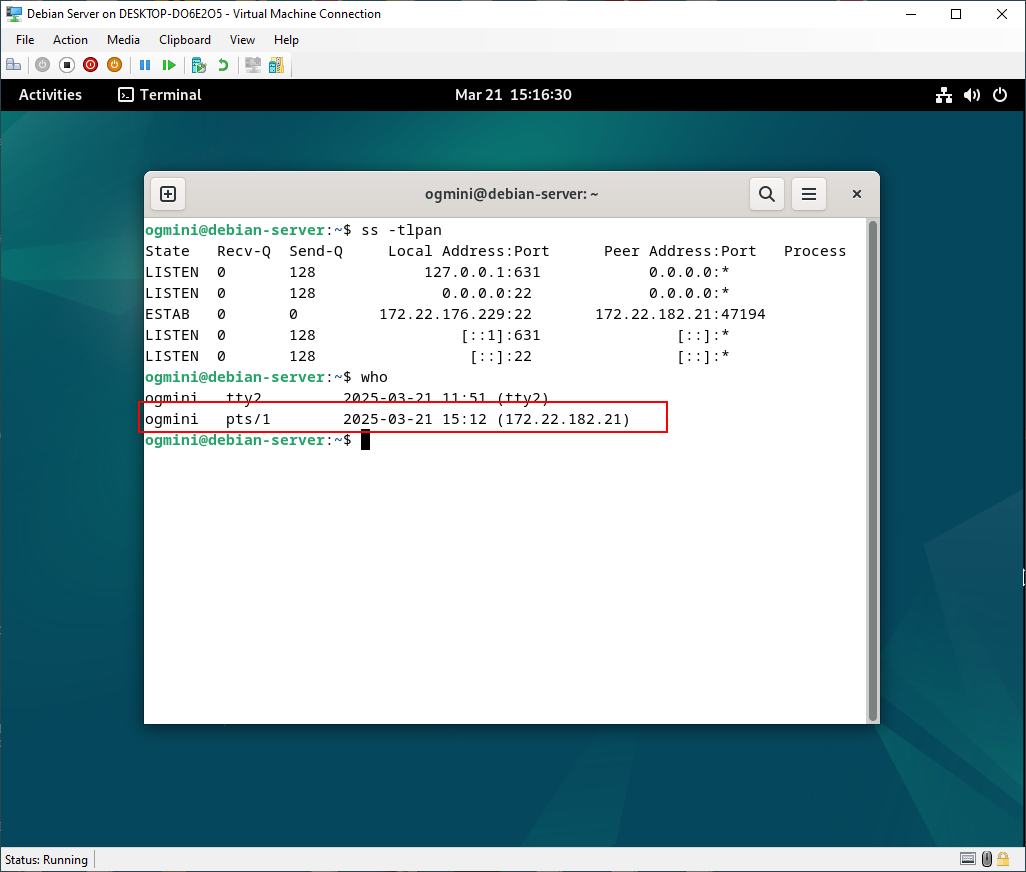 Debian Server on DESKTOP-DO6E2O5 - Virtual Machine Connection
File Action Media Clipboard View Help
Activities Terminal Mar 21 15:16:30
ogmini@debian-server: ~
ogmini@debian-server:~$ ss -tlpan
State Recv-Q Send-Q Local Address:Port Peer Address:Port Process
LISTEN 0 128 127.0.0.1:631 0.0.0.0:*
LISTEN 0 128 0.0.0.0:22 0.0.0.0:*
ESTAB 0 0 172.22.176.229:22 172.22.182.21:47194
LISTEN 0 128 [::1]:631 [::]:*
LISTEN 0 128 [::]:22 [::]:*
ogmini@debian-server:~$ who
ogmini tty2 2025-03-21 11:51 (tty2)
ogmini pts/1 2025-03-21 15:12 (172.22.182.21)
ogmini@debian-server:~$
Status: Running